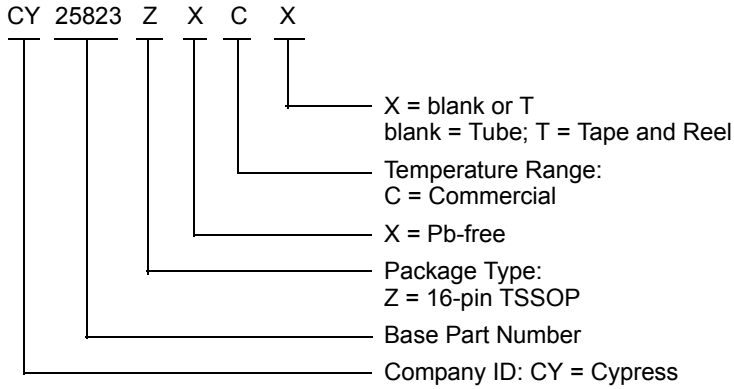 CY 25823 Z X C X
X = blank or T
blank = Tube; T = Tape and Reel
Temperature Range:
C = Commercial
X = Pb-free
Package Type:
Z = 16-pin TSSOP
Base Part Number
Company ID: CY = Cypress